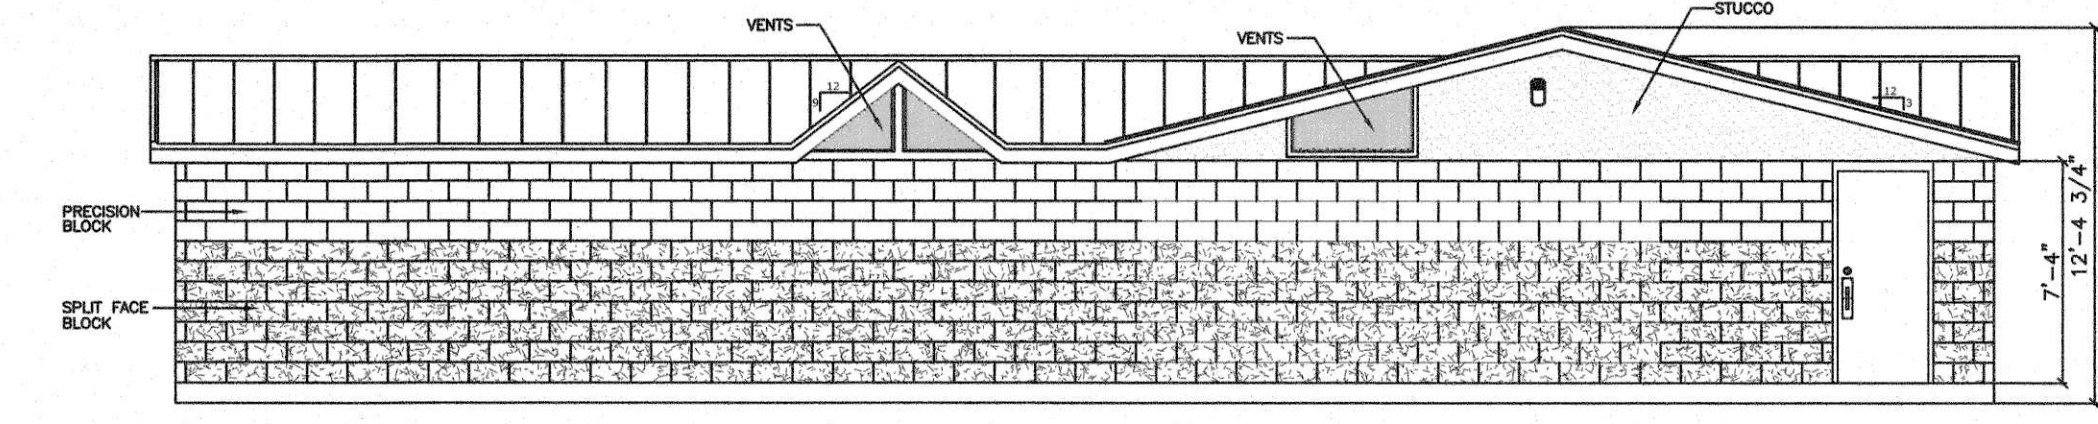 STUCCO
VENTS
VENTS
12
9
12
3
PRECISION
BLOCK
SPLIT FACE
BLOCK
7'-4"
12'-4 3/4"